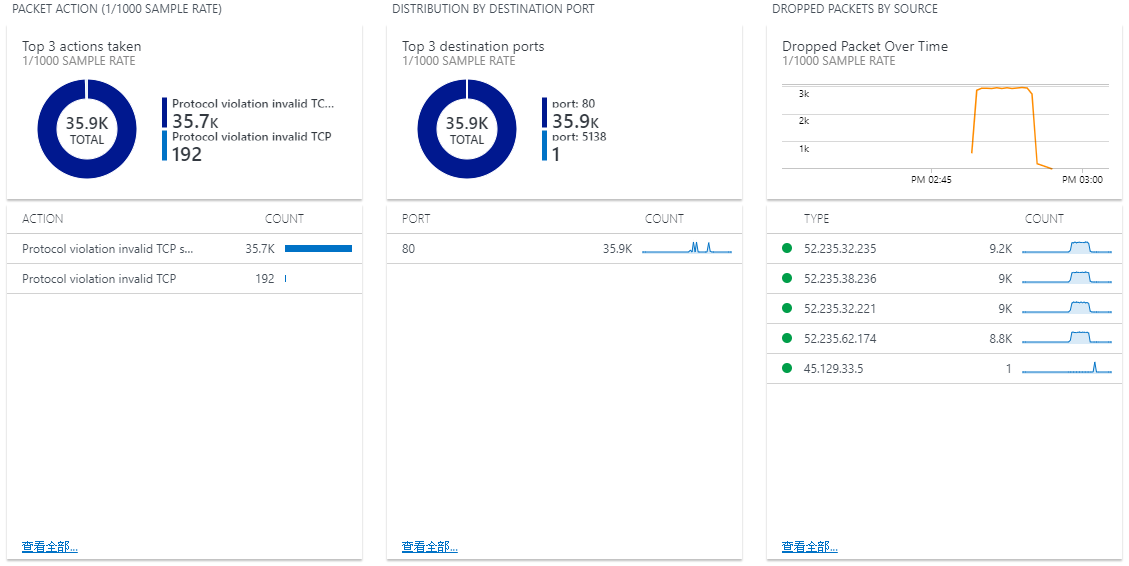 PACKET ACTION (1/1000 SAMPLE RATE)
Top 3 actions taken
1/1000 SAMPLE RATE
35.9K
TOTAL
Protocol violation invalid TC...
35.7K
Protocol violation invalid TCP
192
ACTION COUNT
Protocol violation invalid TCP s... 35.7K
Protocol violation invalid TCP 192
查看全部...
DISTRIBUTION BY DESTINATION PORT
Top 3 destination ports
1/1000 SAMPLE RATE
35.9K
TOTAL
port: 80
35.9K
port: 5138
1
PORT COUNT
80 35.9K
查看全部...
DROPPED PACKETS BY SOURCE
Dropped Packet Over Time
1/1000 SAMPLE RATE
3k
2k
1k
PM 02:45 PM 03:00
TYPE COUNT
52.235.32.235 9.2K
52.235.38.236 9K
52.235.32.221 9K
52.235.62.174 8.8K
45.129.33.5 1
查看全部...